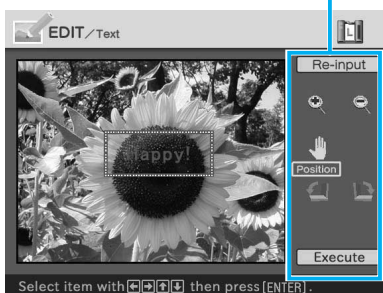 EDIT/Text
Re-input
Happy!
Position
Execute
Select item with ←→↑↓ then press [ENTER].